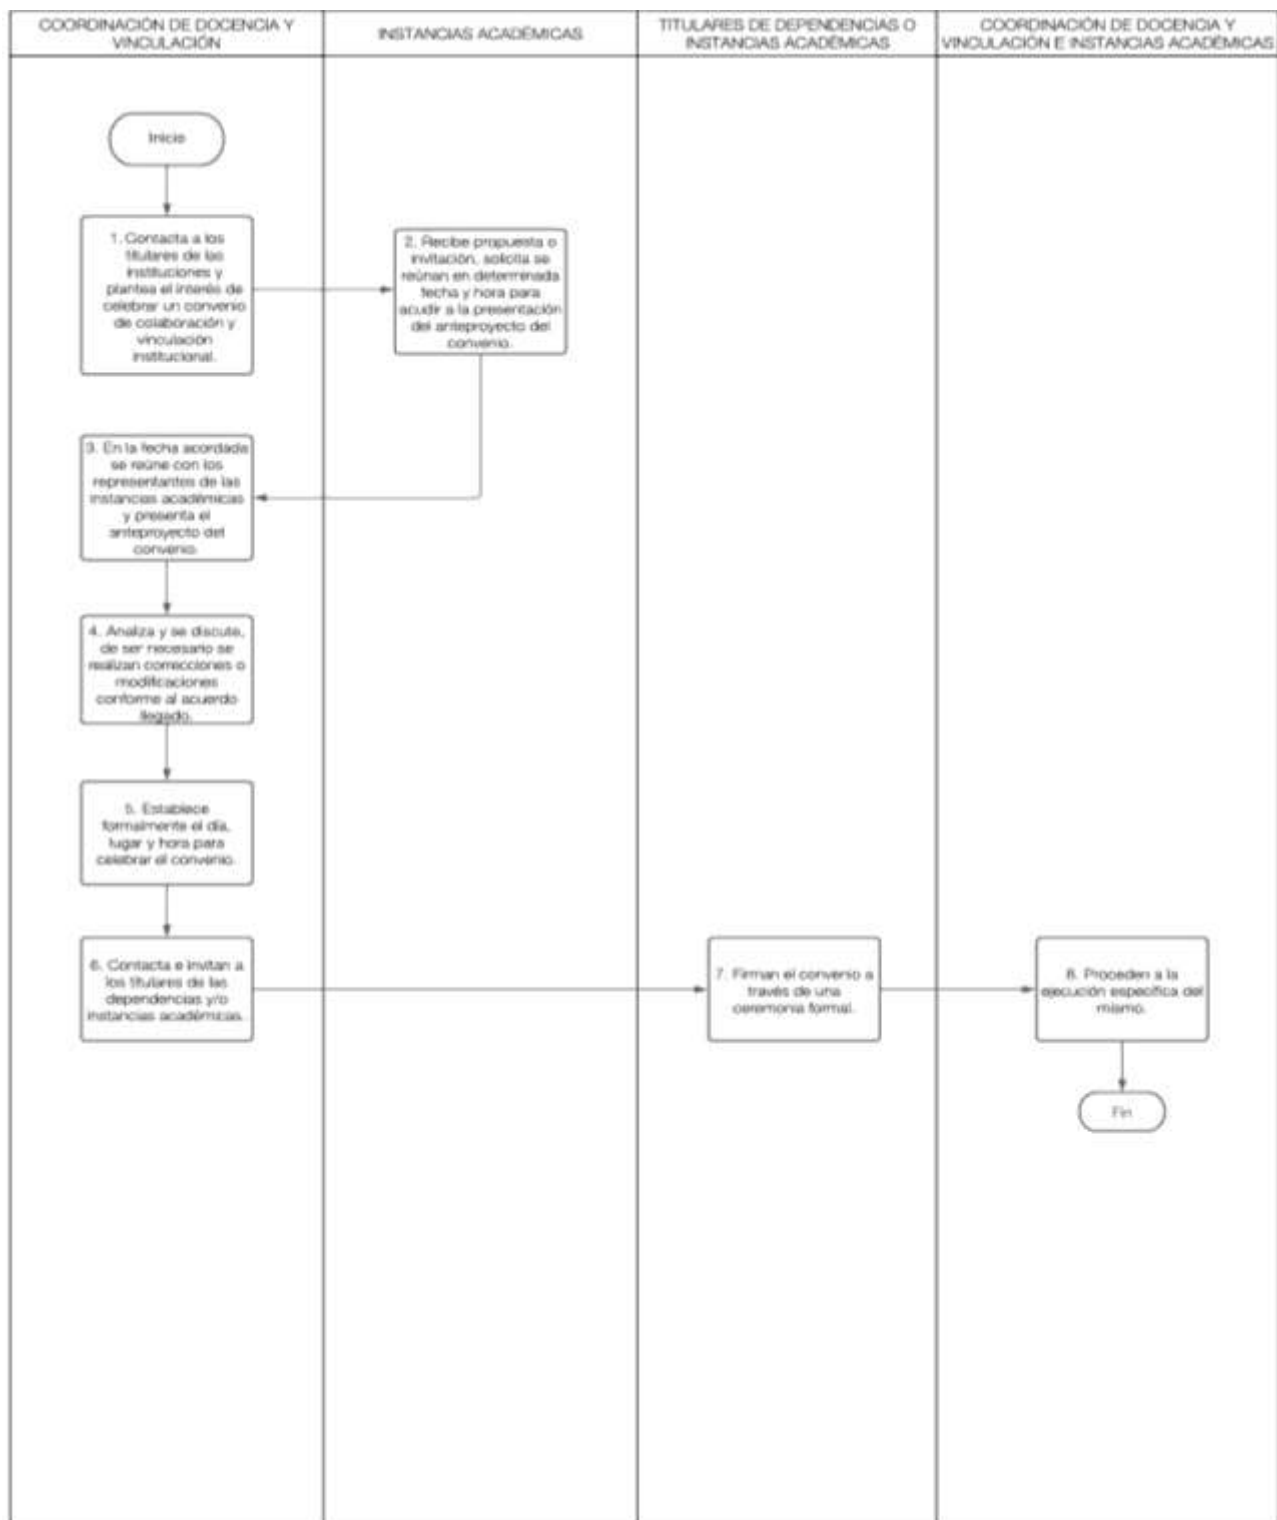 COORDINACIÓN DE DOCENCIA Y
VINCULACIÓN
INSTANCIAS ACADÉMICAS
TITULARES DE DEPENDENCIAS O
INSTANCIAS ACADÉMICAS
COORDINACIÓN DE DOCENCIA Y
VINCULACIÓN E INSTANCIAS ACADÉMICAS
Inicio
1. Contacta a los
titulares de las
instituciones y
plantea el interés de
celebrar un convenio
de colaboración y
vinculación
institucional.
2. Recibe propuesta o
invitación, solicita se
reúnan en determinada
fecha y hora para
acudir a la presentación
del anteproyecto del
convenio.
3. En la fecha acordada
se reúne con los
representantes de las
instancias académicas
y presenta el
anteproyecto del
convenio.
4. Analiza y se discute,
de ser necesario se
realizan correcciones o
modificaciones
conforme al acuerdo
llegado.
5. Establece
formalmente el día,
lugar y hora para
celebrar el convenio.
6. Contacta e invitan a
los titulares de las
dependencias y/o
instancias académicas.
7. Firman el convenio a
través de una
ceremonia formal.
8. Proceden a la
ejecución específica del
mismo.
Fin